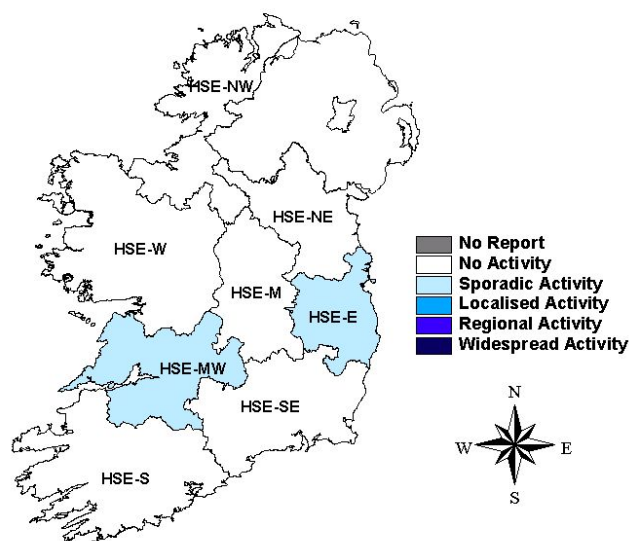 HSE-NW
HSE-NE
HSE-W
HSE-M
HSE-E
HSE-MW
HSE-SE
HSE-S
No Report
No Activity
Sporadic Activity
Localised Activity
Regional Activity
Widespread Activity
N
W E
S